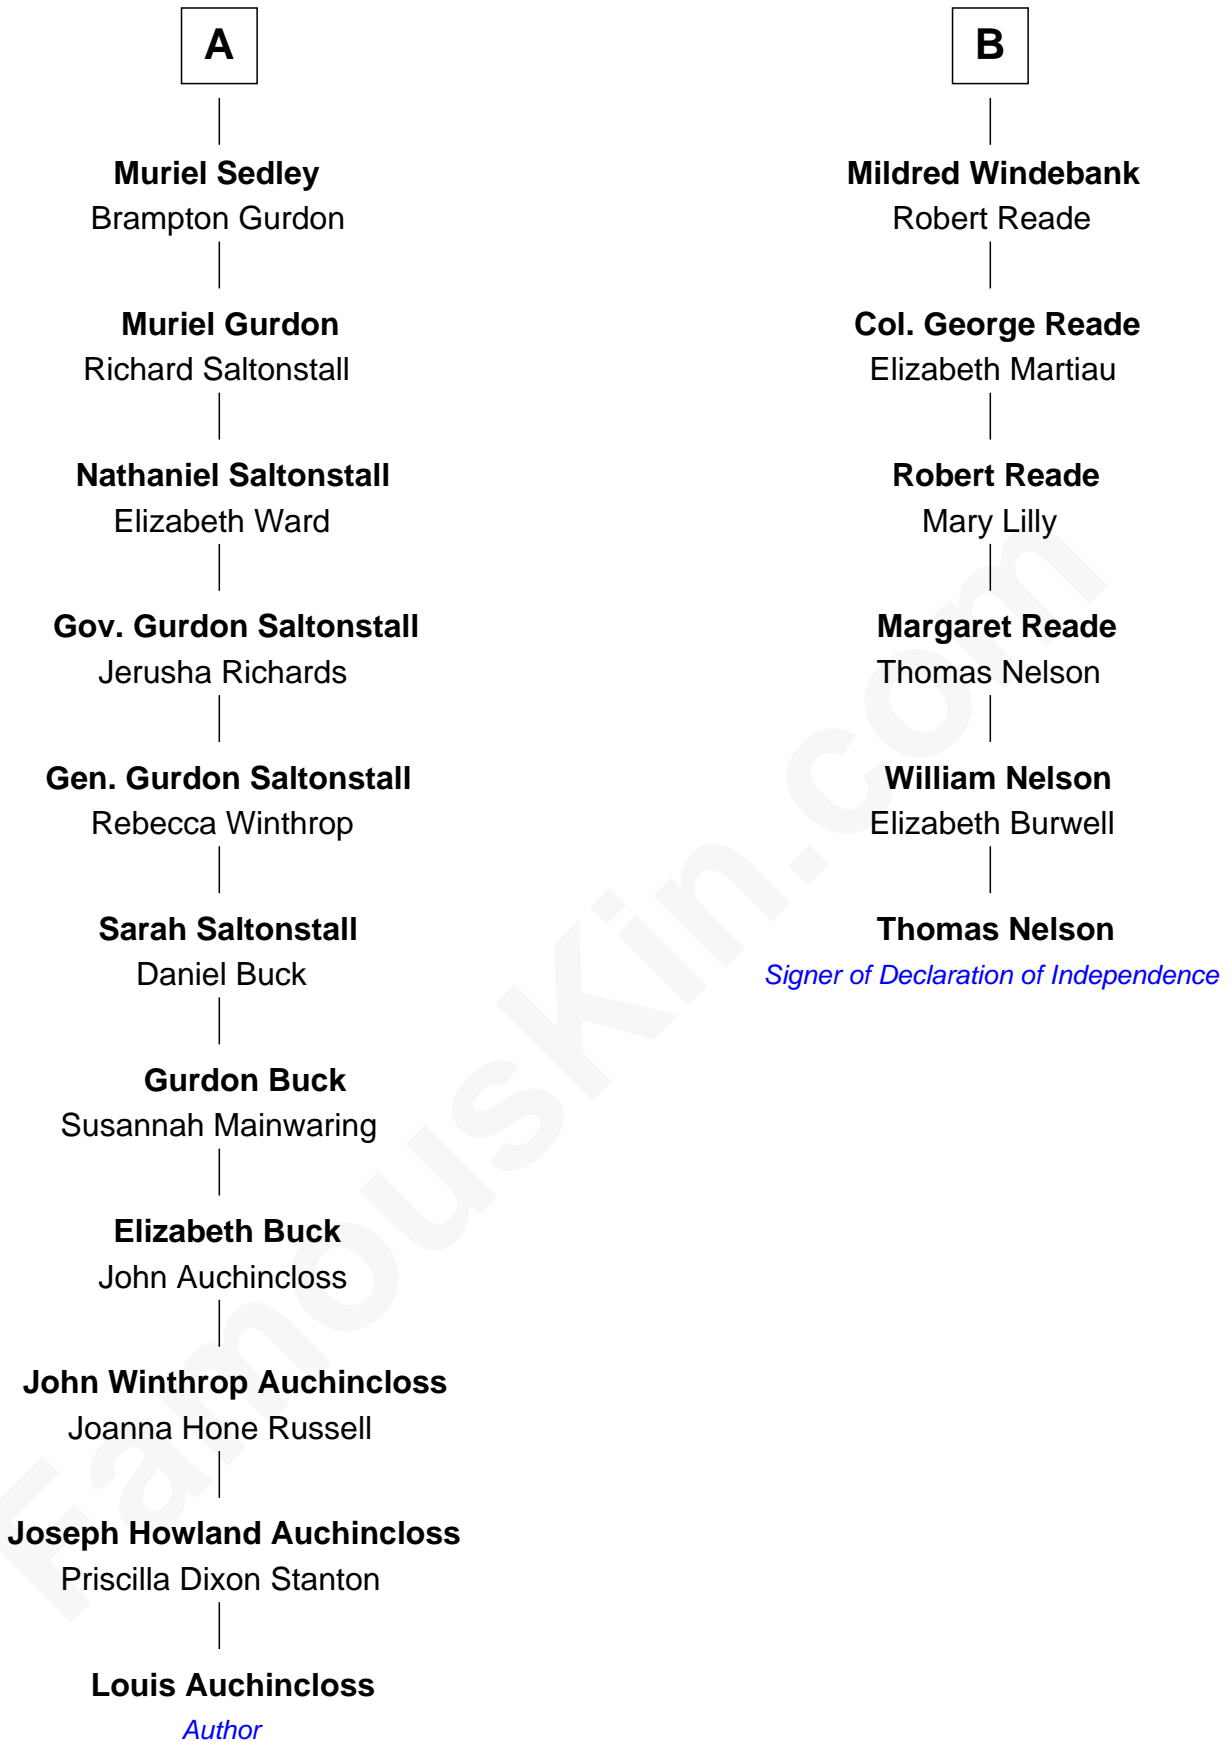 A
Muriel Sedley
Brampton Gurdon
Muriel Gurdon
Richard Saltonstall
Nathaniel Saltonstall
Elizabeth Ward
Gov. Gurdon Saltonstall
Jerusha Richards
Gen. Gurdon Saltonstall
Rebecca Winthrop
Sarah Saltonstall
Daniel Buck
Gurdon Buck
Susannah Mainwaring
Elizabeth Buck
John Auchincloss
John Winthrop Auchincloss
Joanna Hone Russell
Joseph Howland Auchincloss
Priscilla Dixon Stanton
Louis Auchincloss
Author
B
Mildred Windebank
Robert Reade
Col. George Reade
Elizabeth Martiau
Robert Reade
Mary Lilly
Margaret Reade
Thomas Nelson
William Nelson
Elizabeth Burwell
Thomas Nelson
Signer of Declaration of Independence
FamousKin.com